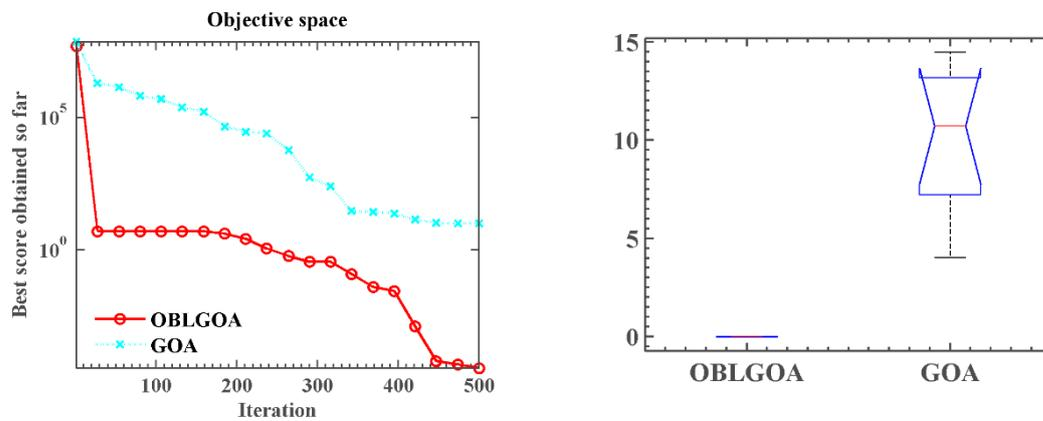 Objective space
Best score obtained so far
10^5
10^0
OBLGOA
GOA
100 200 300 400 500
Iteration
15
10
5
0
OBLGOA GOA